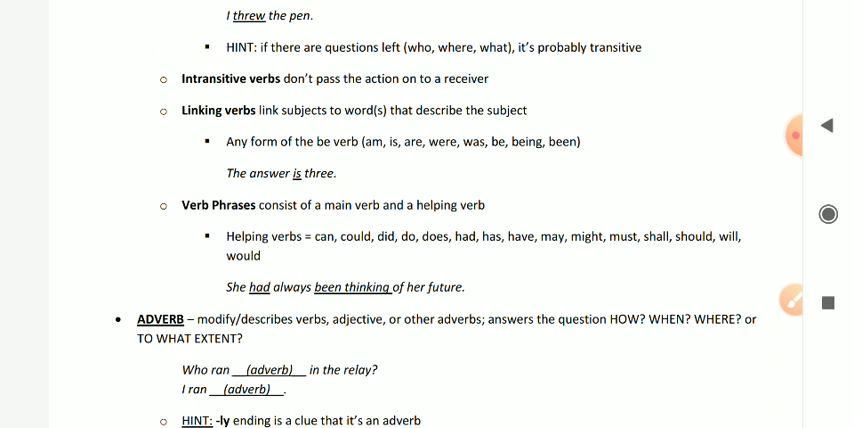 I threw the pen.
▪ HINT: if there are questions left (who, where, what), it's probably transitive
o Intransitive verbs don't pass the action on to a receiver
o Linking verbs link subjects to word(s) that describe the subject
▪ Any form of the be verb (am, is, are, were, was, be, being, been)
The answer is three.
o Verb Phrases consist of a main verb and a helping verb
▪ Helping verbs = can, could, did, do, does, had, has, have, may, might, must, shall, should, will,
would
She had always been thinking of her future.
• ADVERB – modify/describes verbs, adjective, or other adverbs; answers the question HOW? WHEN? WHERE? or
TO WHAT EXTENT?
Who ran __(adverb)__ in the relay?
I ran __(adverb)__.
o HINT: -ly ending is a clue that it's an adverb